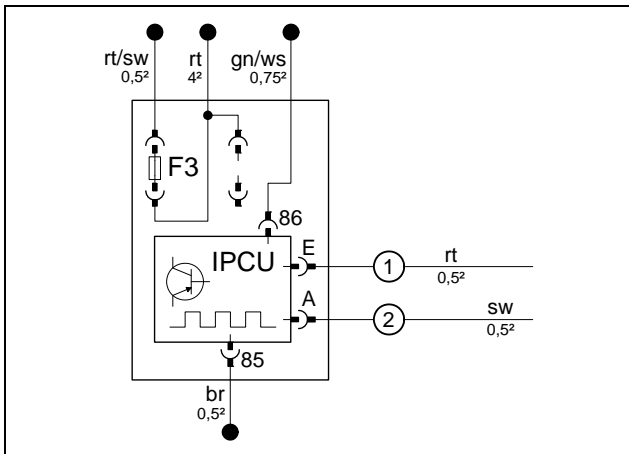 rt/sw
0,5²
rt
4²
gn/ws
0,75²
F3
86
IPCU
E
1
rt
0,5²
A
2
sw
0,5²
85
br
0,5²